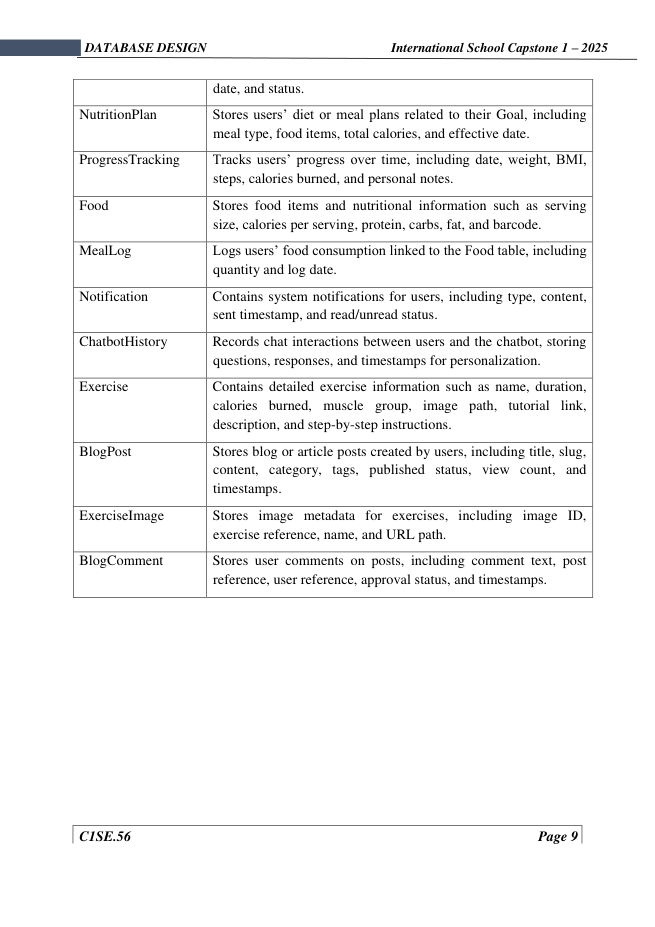 DATABASE DESIGN International School Capstone 1 – 2025
date, and status.
NutritionPlan Stores users’ diet or meal plans related to their Goal, including
meal type, food items, total calories, and effective date.
ProgressTracking Tracks users’ progress over time, including date, weight, BMI,
steps, calories burned, and personal notes.
Food Stores food items and nutritional information such as serving
size, calories per serving, protein, carbs, fat, and barcode.
MealLog Logs users’ food consumption linked to the Food table, including
quantity and log date.
Notification Contains system notifications for users, including type, content,
sent timestamp, and read/unread status.
ChatbotHistory Records chat interactions between users and the chatbot, storing
questions, responses, and timestamps for personalization.
Exercise Contains detailed exercise information such as name, duration,
calories burned, muscle group, image path, tutorial link,
description, and step-by-step instructions.
BlogPost Stores blog or article posts created by users, including title, slug,
content, category, tags, published status, view count, and
timestamps.
ExerciseImage Stores image metadata for exercises, including image ID,
exercise reference, name, and URL path.
BlogComment Stores user comments on posts, including comment text, post
reference, user reference, approval status, and timestamps.
C1SE.56 Page 9